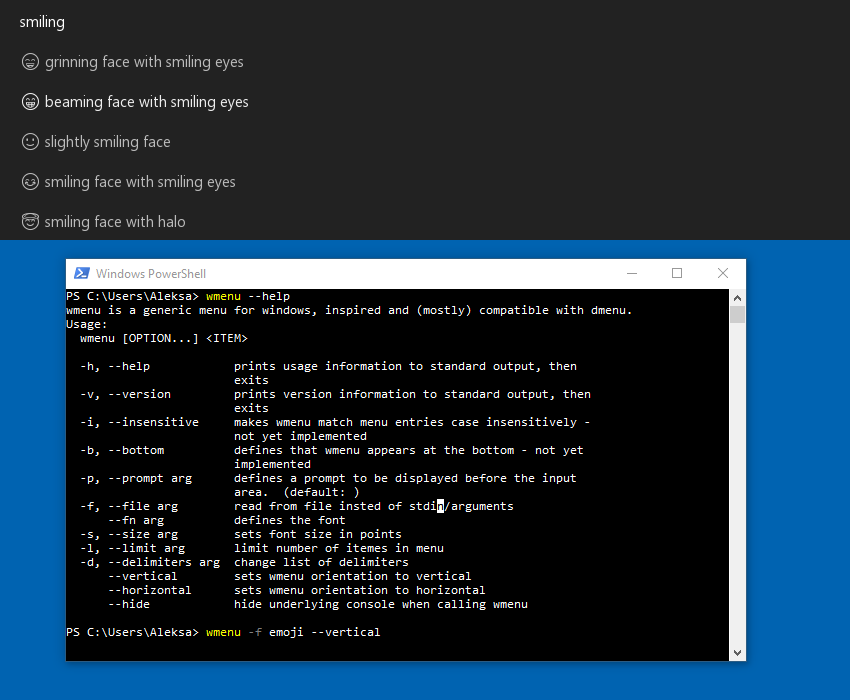 smiling
grinning face with smiling eyes
beaming face with smiling eyes
slightly smiling face
smiling face with smiling eyes
smiling face with halo
Windows PowerShell
PS C:\Users\Aleksa> wmenu --help
wmenu is a generic menu for windows, inspired and (mostly) compatible with dmenu.
Usage:
  wmenu [OPTION...] <ITEM>

  -h, --help            prints usage information to standard output, then
                        exits
  -v, --version         prints version information to standard output, then
                        exits
  -i, --insensitive     makes wmenu match menu entries case insensitively -
                        not yet implemented
  -b, --bottom          defines that wmenu appears at the bottom - not yet
                        implemented
  -p, --prompt arg      defines a prompt to be displayed before the input
                        area.  (default: )
  -f, --file arg        read from file insted of stdin/arguments
      --fn arg          defines the font
  -s, --size arg        sets font size in points
  -l, --limit arg       limit number of itemes in menu
  -d, --delimiters arg  change list of delimiters
      --vertical        sets wmenu orientation to vertical
      --horizontal      sets wmenu orientation to horizontal
      --hide            hide underlying console when calling wmenu

PS C:\Users\Aleksa> wmenu -f emoji --vertical